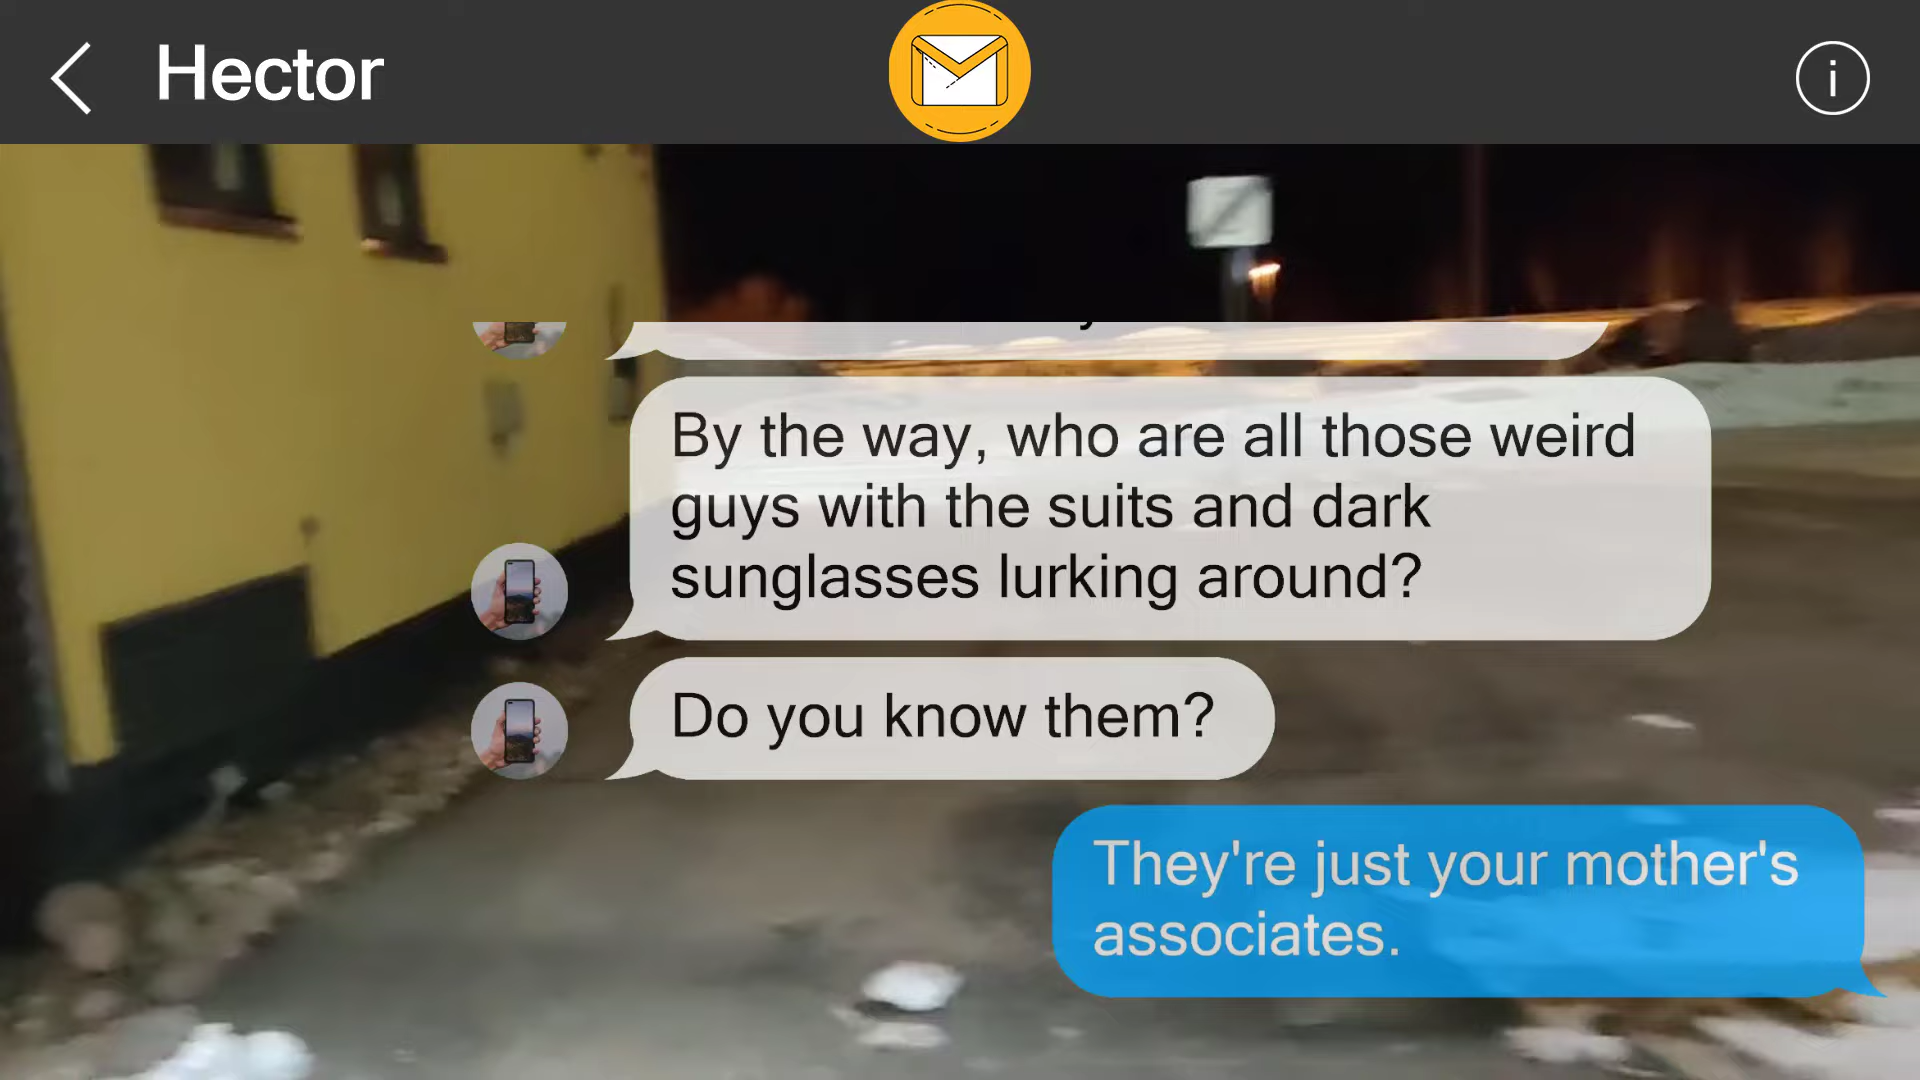 Hector
i
By the way, who are all those weird
guys with the suits and dark
sunglasses lurking around?
Do you know them?
They're just your mother's
associates.